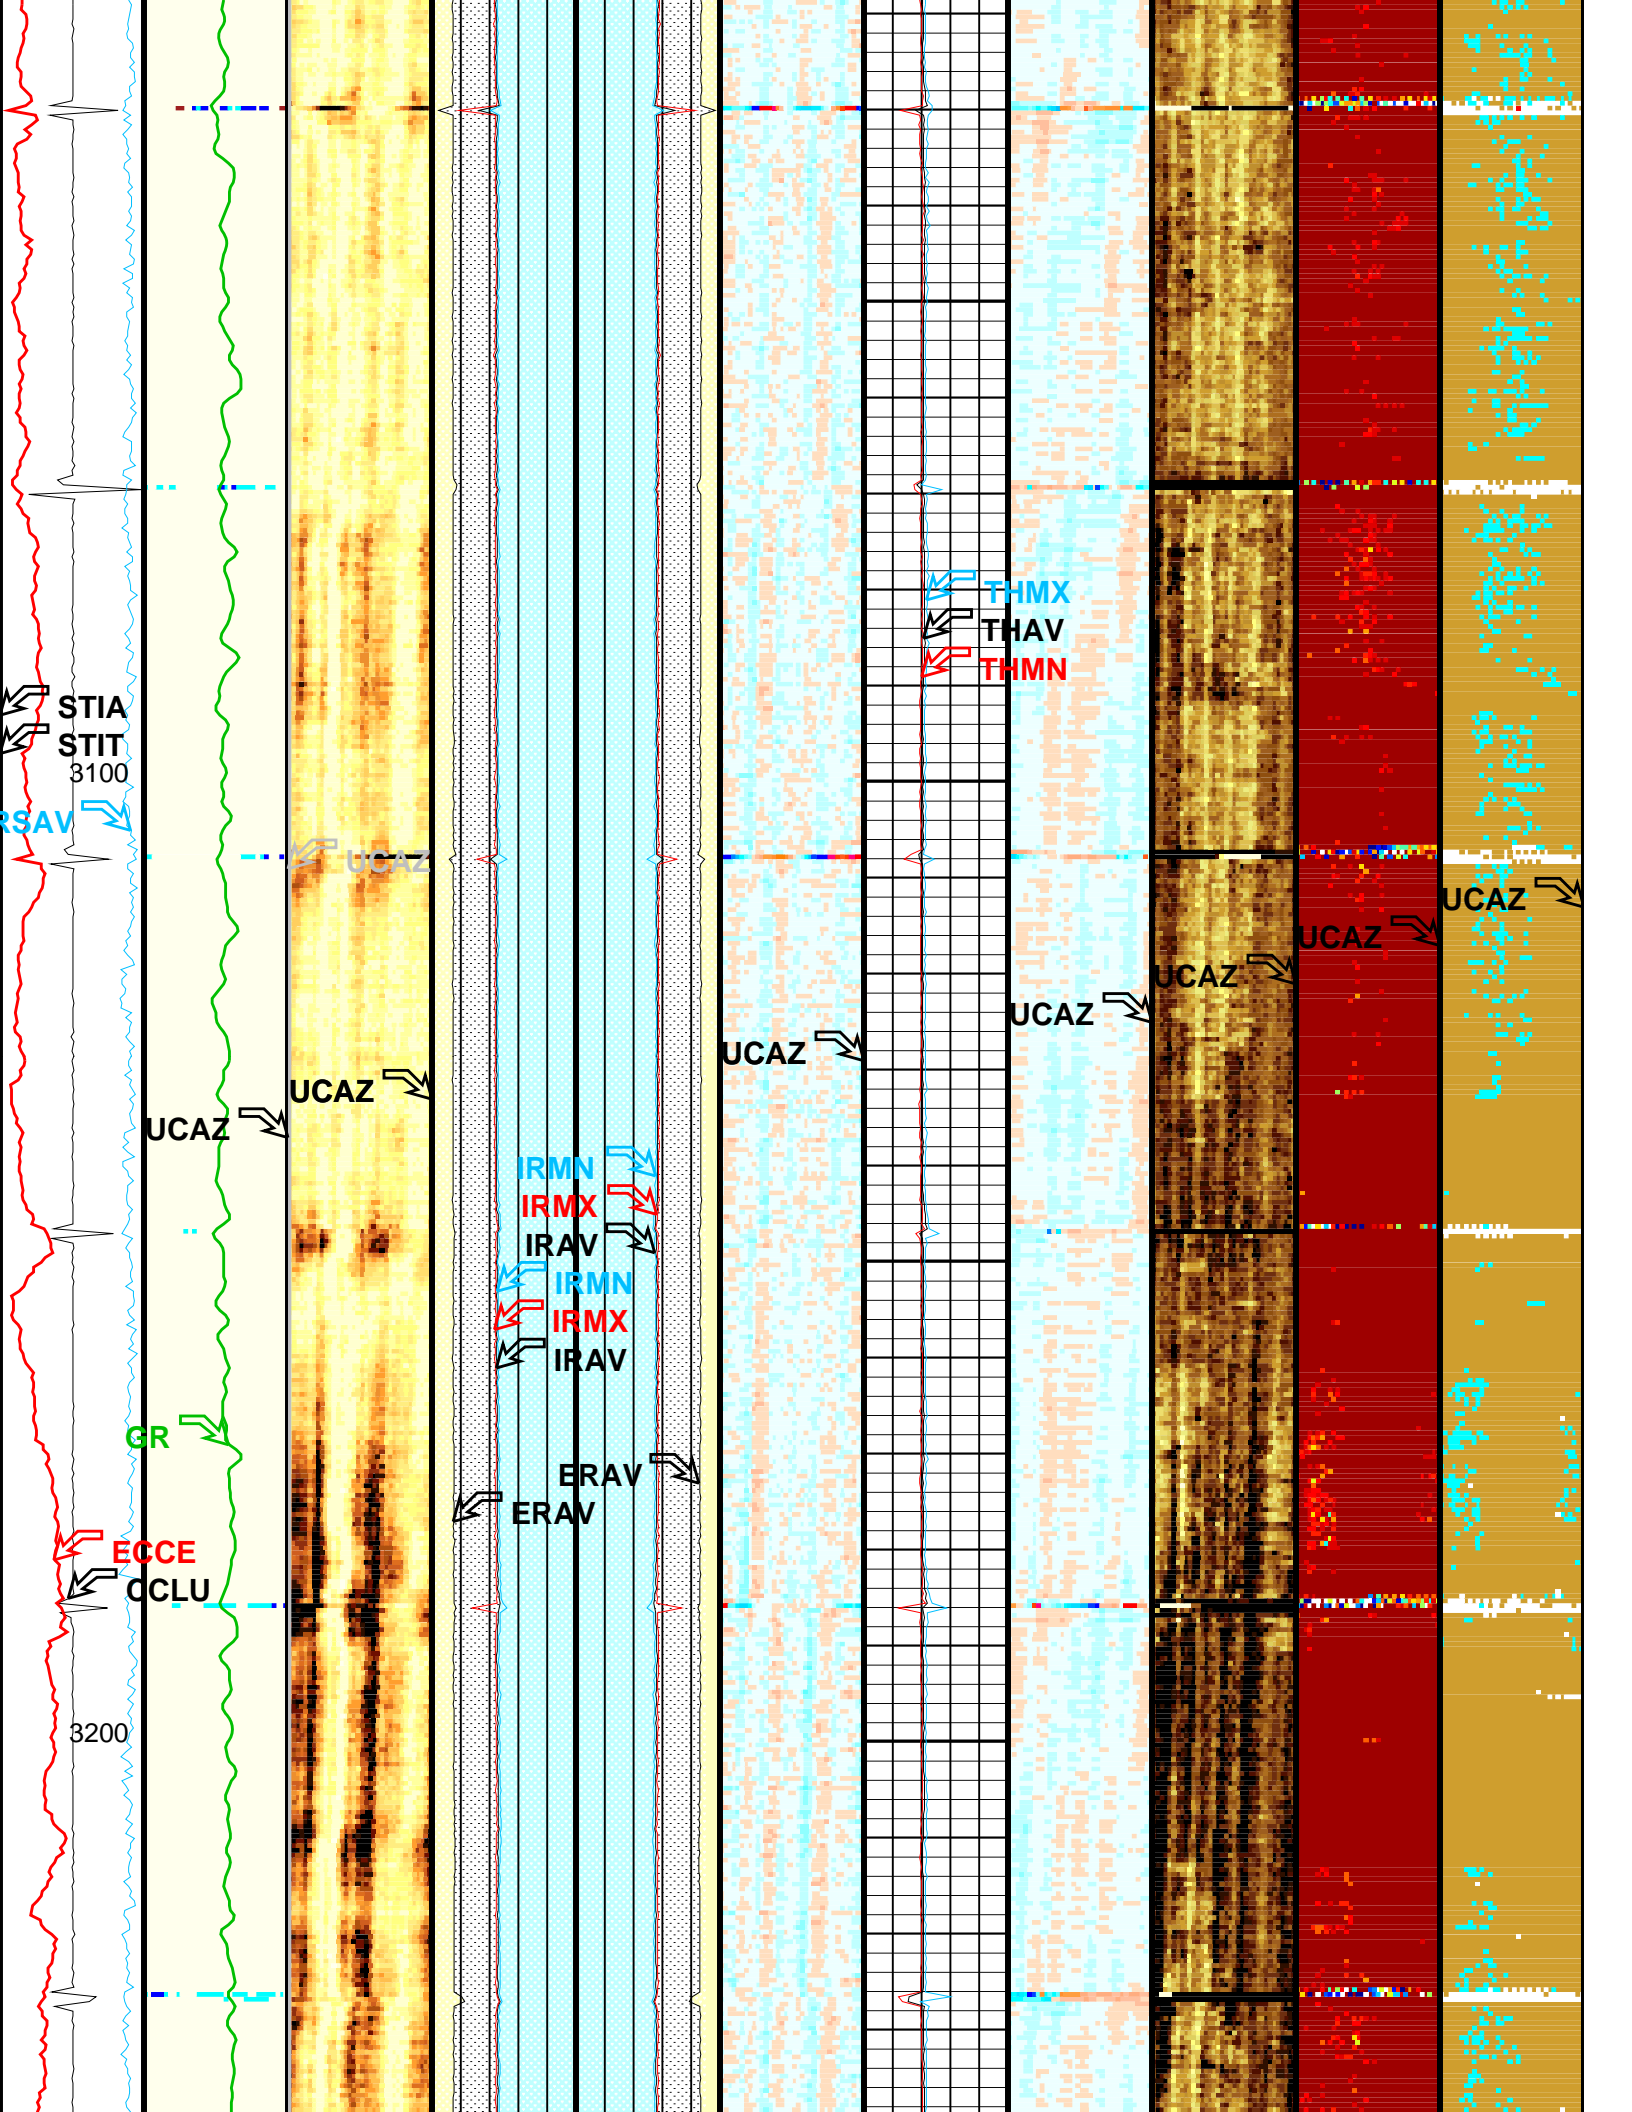 THMX
THAV
THMN
STIA
STIT
3100
RSAV
UCAZ
UCAZ
UCAZ
UCAZ
UCAZ
UCAZ
UCAZ
UCAZ
IRMN
IRMX
IRAV
IRMN
IRMX
IRAV
GR
ERAV
ERAV
ECCE
CCLU
3200